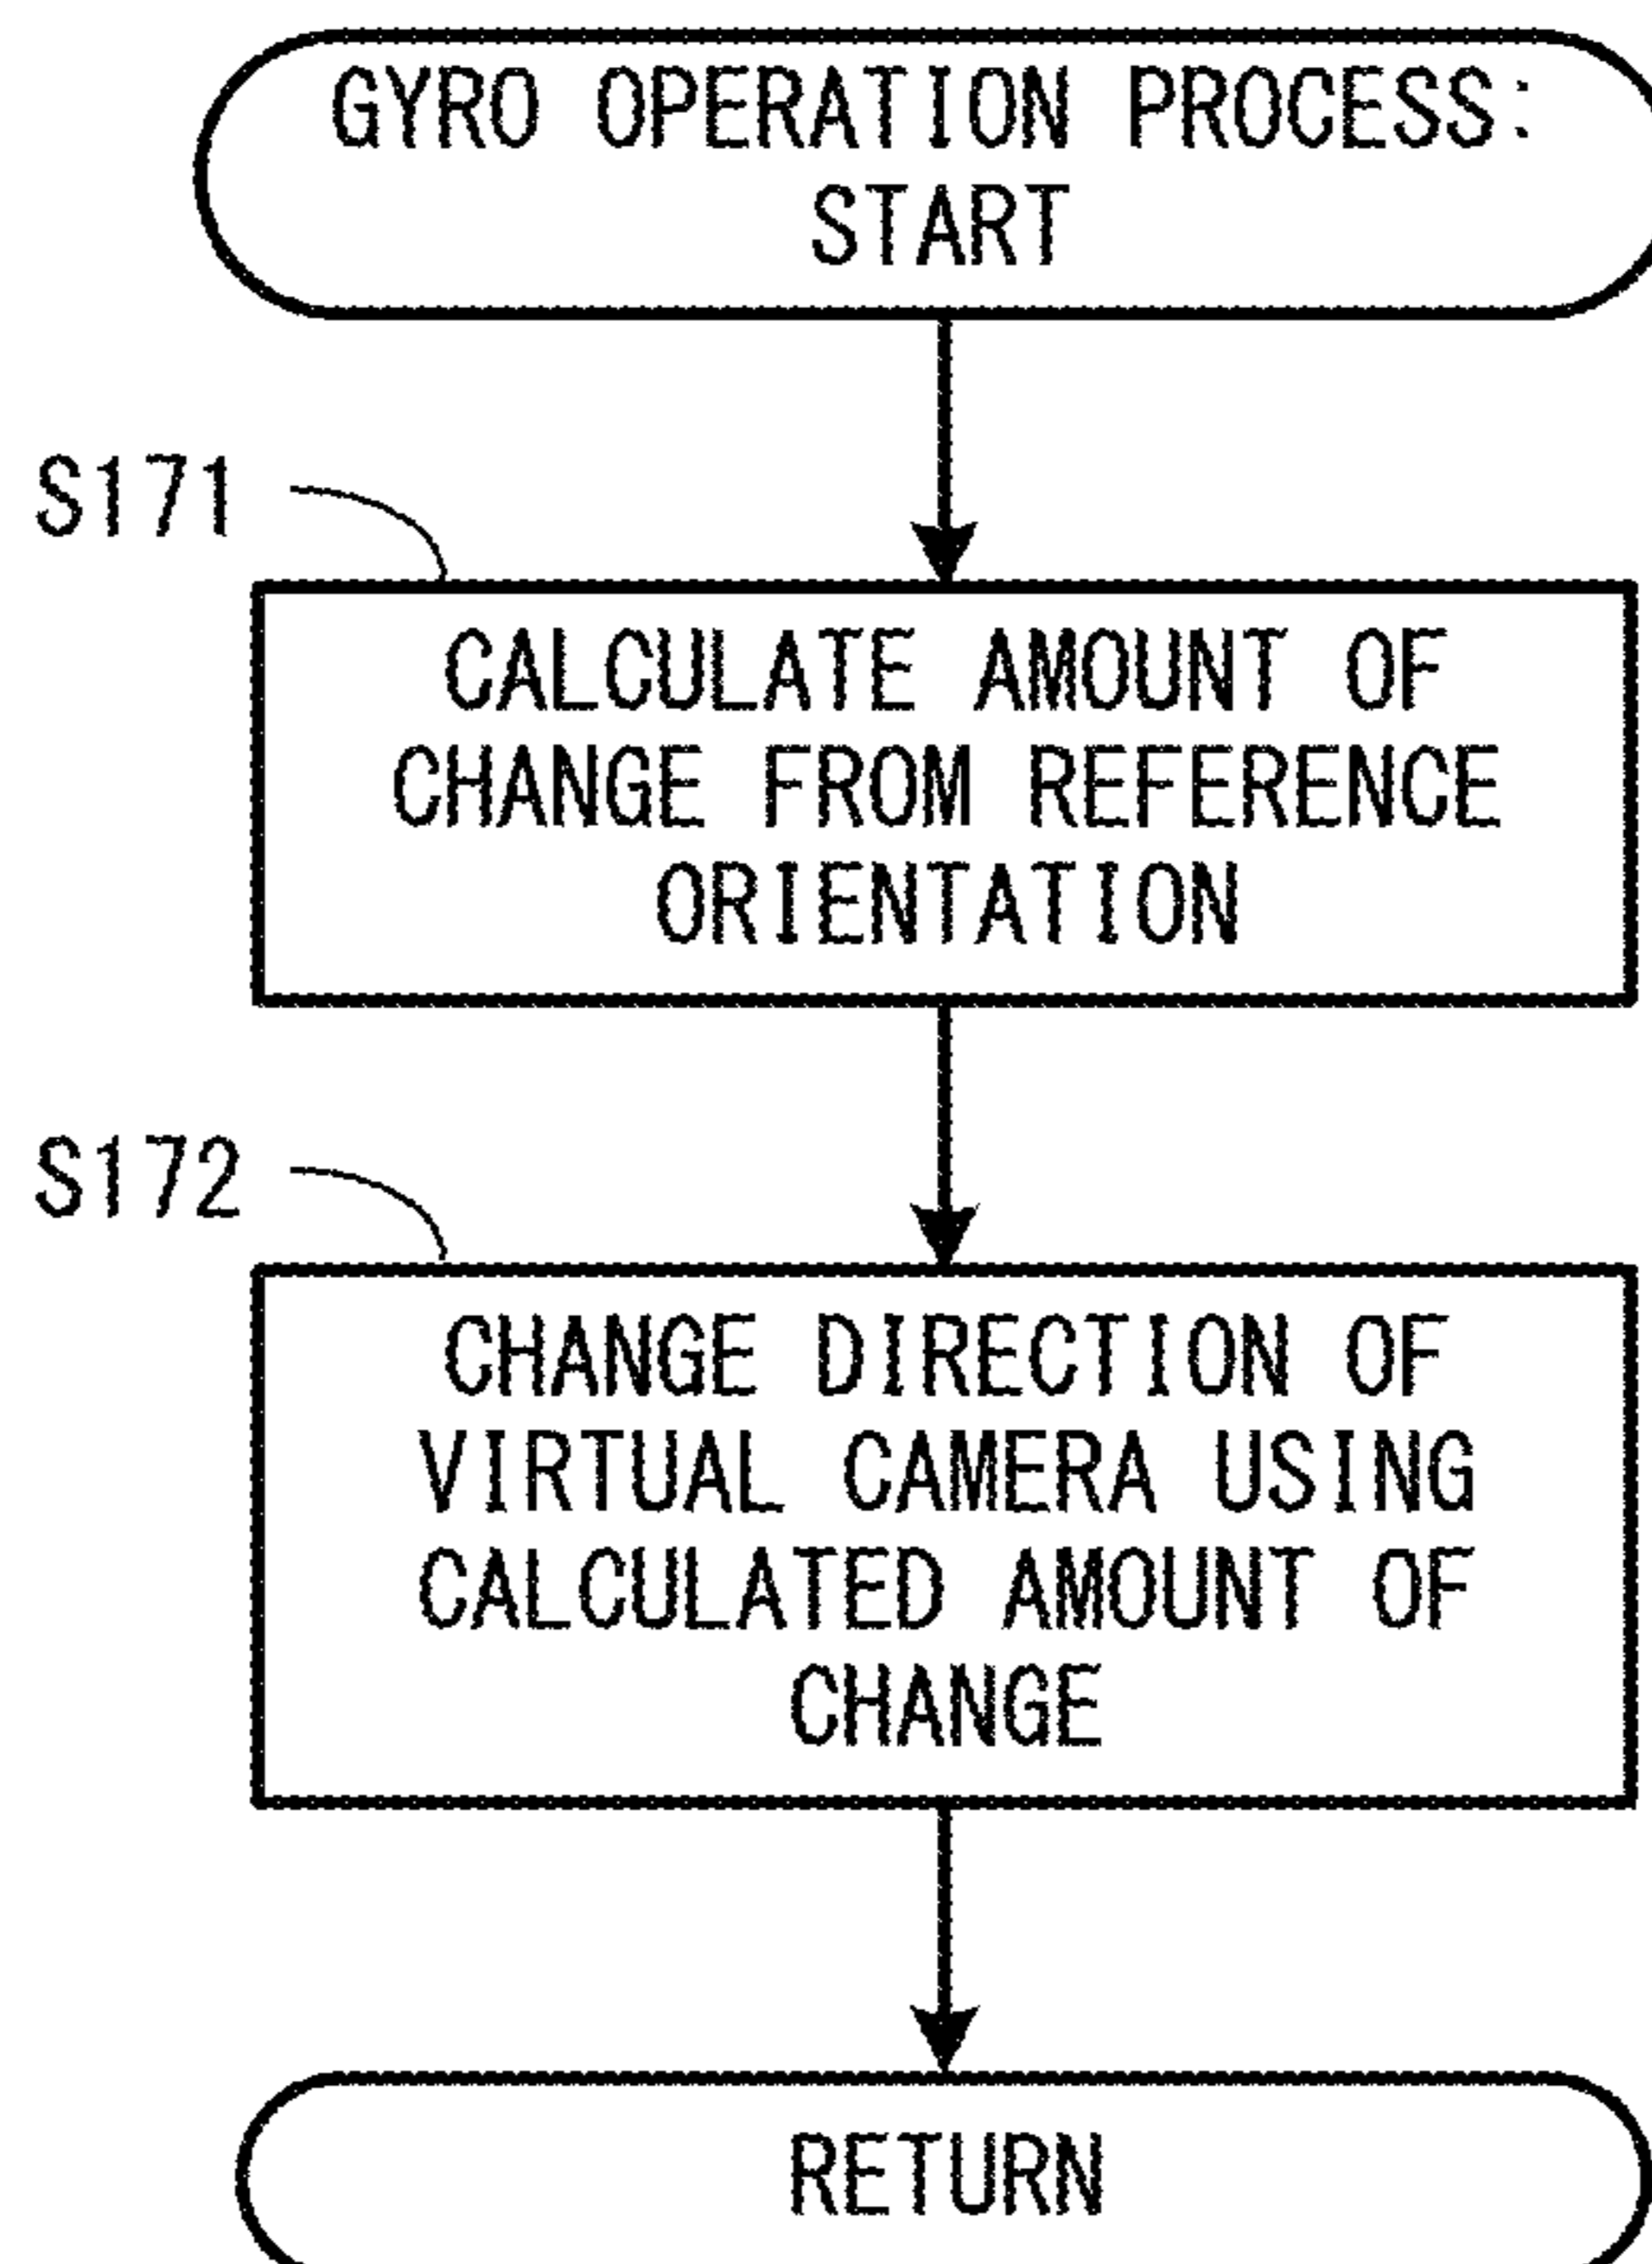 GYRO OPERATION PROCESS:
START
S171
CALCULATE AMOUNT OF
CHANGE FROM REFERENCE
ORIENTATION
S172
CHANGE DIRECTION OF
VIRTUAL CAMERA USING
CALCULATED AMOUNT OF
CHANGE
RETURN